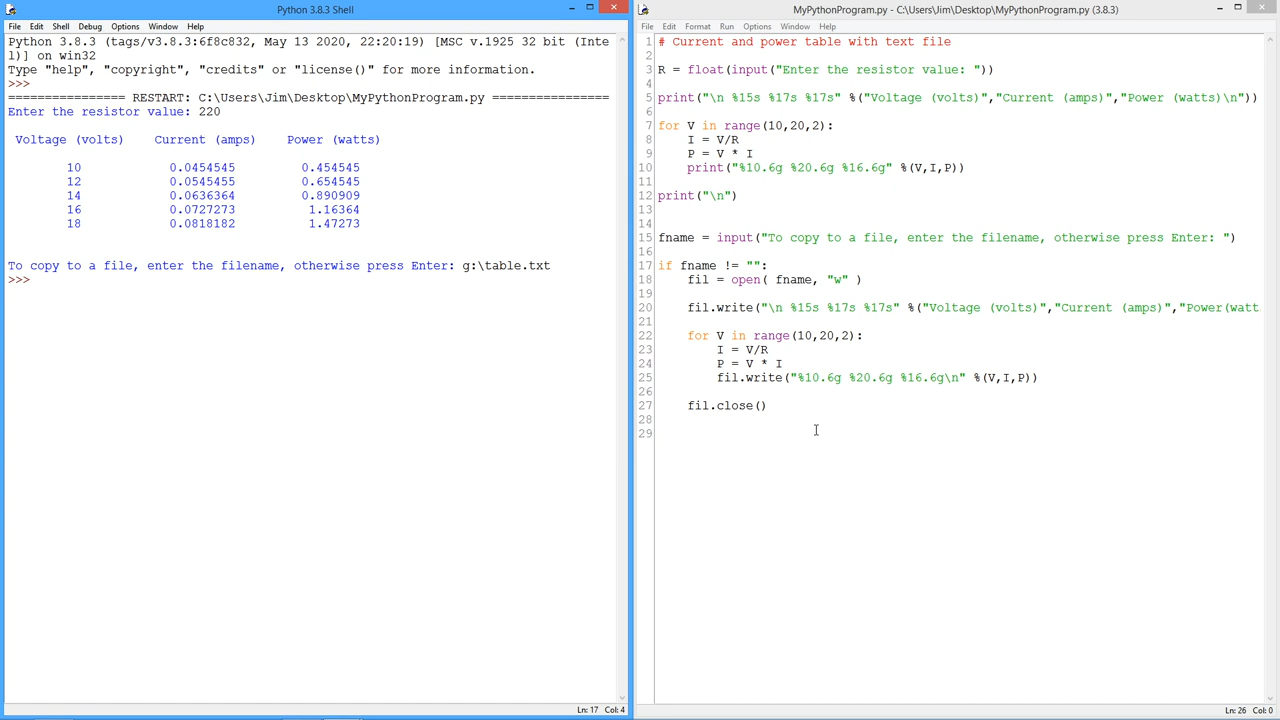 Python 3.8.3 Shell
File Edit Shell Debug Options Window Help
Python 3.8.3 (tags/v3.8.3:6f8c832, May 13 2020, 22:20:19) [MSC v.1925 32 bit (Inte
l)] on win32
Type "help", "copyright", "credits" or "license()" for more information.
>>>
================ RESTART: C:\Users\Jim\Desktop\MyPythonProgram.py ================
Enter the resistor value: 220
Voltage (volts) Current (amps) Power (watts)
10 0.0454545 0.454545
12 0.0545455 0.654545
14 0.0636364 0.890909
16 0.0727273 1.16364
18 0.0818182 1.47273
To copy to a file, enter the filename, otherwise press Enter: g:\table.txt
>>>
Ln: 17 Col: 4
MyPythonProgram.py - C:\Users\Jim\Desktop\MyPythonProgram.py (3.8.3)
File Edit Format Run Options Window Help
1 # Current and power table with text file
2
3 R = float(input("Enter the resistor value: "))
4
5 print("\n %15s %17s %17s" %("Voltage (volts)","Current (amps)","Power (watts)\n"))
6
7 for V in range(10,20,2):
8 I = V/R
9 P = V * I
10 print("%10.6g %20.6g %16.6g" %(V,I,P))
11
12 print("\n")
13
14
15 fname = input("To copy to a file, enter the filename, otherwise press Enter: ")
16
17 if fname != "":
18 fil = open( fname, "w" )
19
20 fil.write("\n %15s %17s %17s" %("Voltage (volts)","Current (amps)","Power(watt
21
22 for V in range(10,20,2):
23 I = V/R
24 P = V * I
25 fil.write("%10.6g %20.6g %16.6g\n" %(V,I,P))
26
27 fil.close()
28
29
Ln: 26 Col: 0